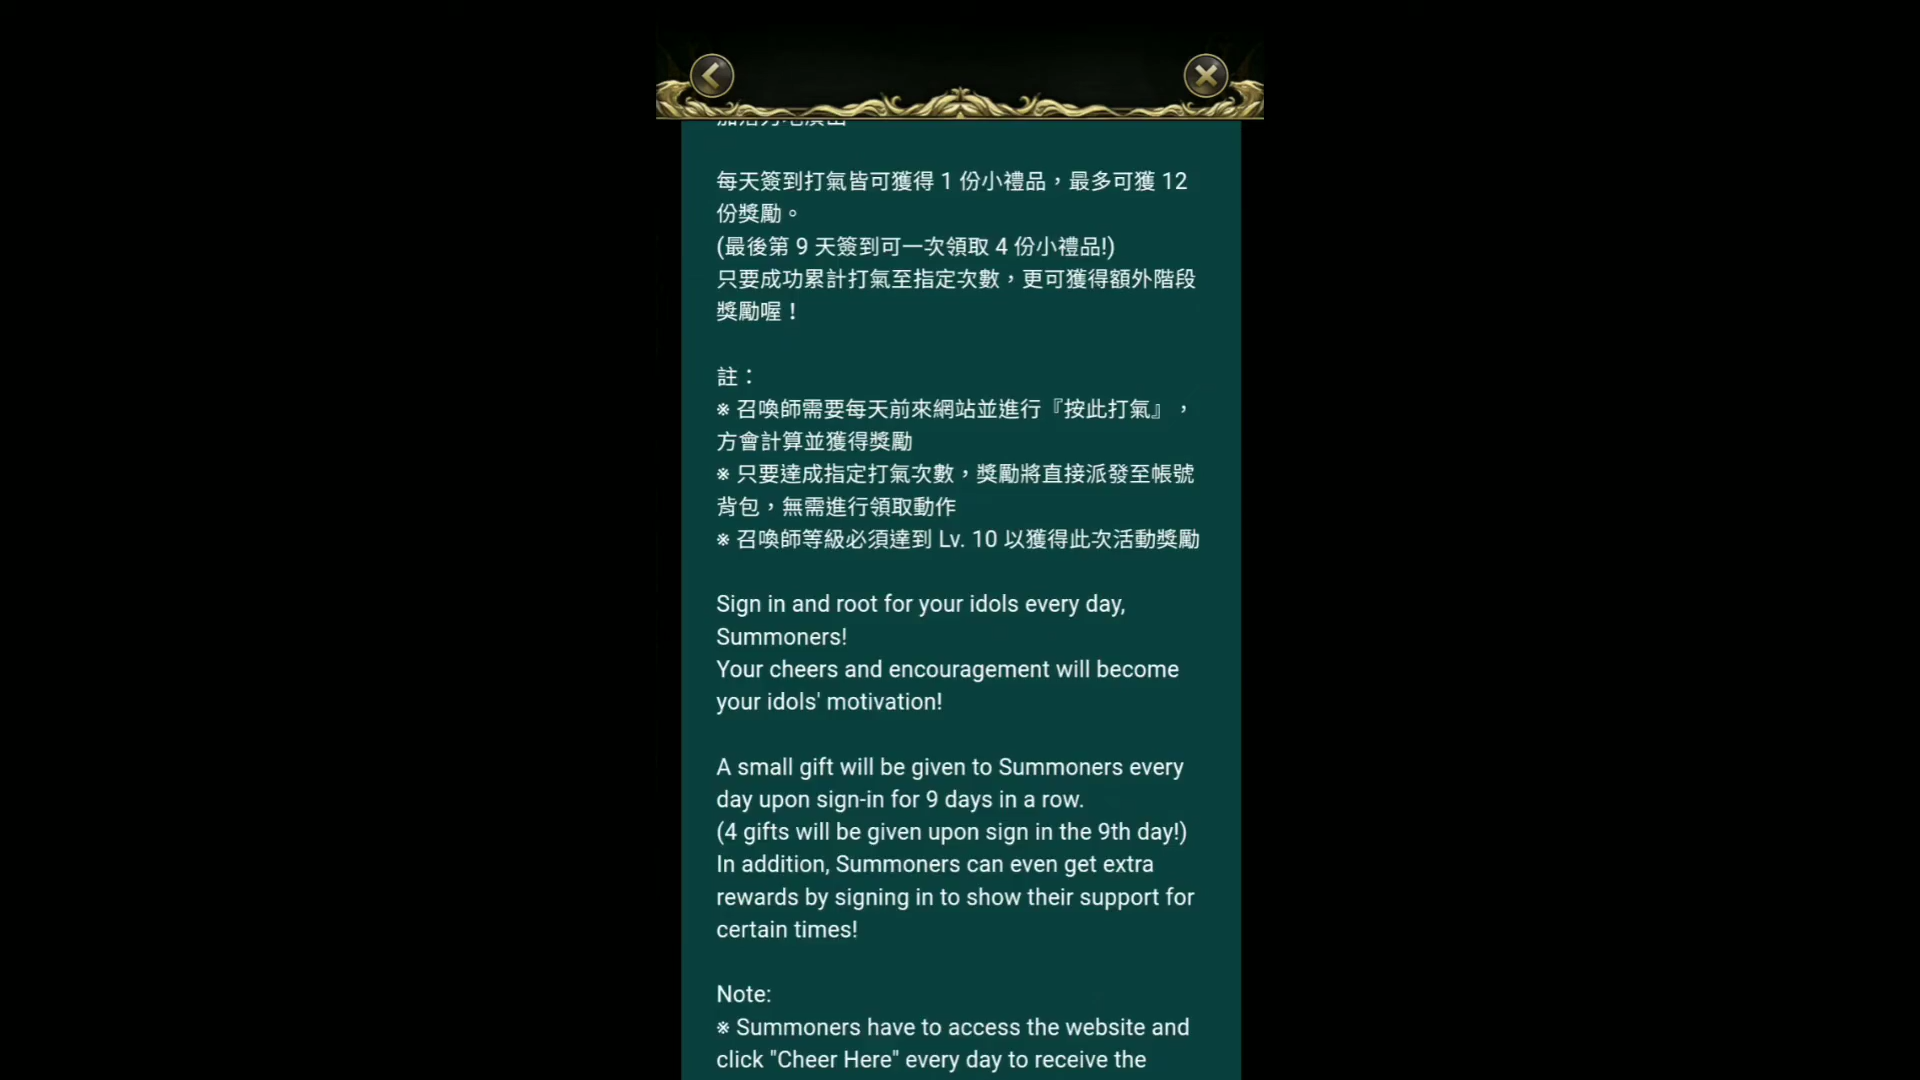 每天簽到打氣皆可獲得 1 份小禮品，最多可獲 12
份獎勵。
(最後第 9 天簽到可一次領取 4 份小禮品!)
只要成功累計打氣至指定次數，更可獲得額外階段
獎勵喔！
註：
※ 召喚師需要每天前來網站並進行『按此打氣』，
方會計算並獲得獎勵
※ 只要達成指定打氣次數，獎勵將直接派發至帳號
背包，無需進行領取動作
※ 召喚師等級必須達到 Lv. 10 以獲得此次活動獎勵
Sign in and root for your idols every day,
Summoners!
Your cheers and encouragement will become
your idols' motivation!
A small gift will be given to Summoners every
day upon sign-in for 9 days in a row.
(4 gifts will be given upon sign in the 9th day!)
In addition, Summoners can even get extra
rewards by signing in to show their support for
certain times!
Note:
※ Summoners have to access the website and
click "Cheer Here" every day to receive the